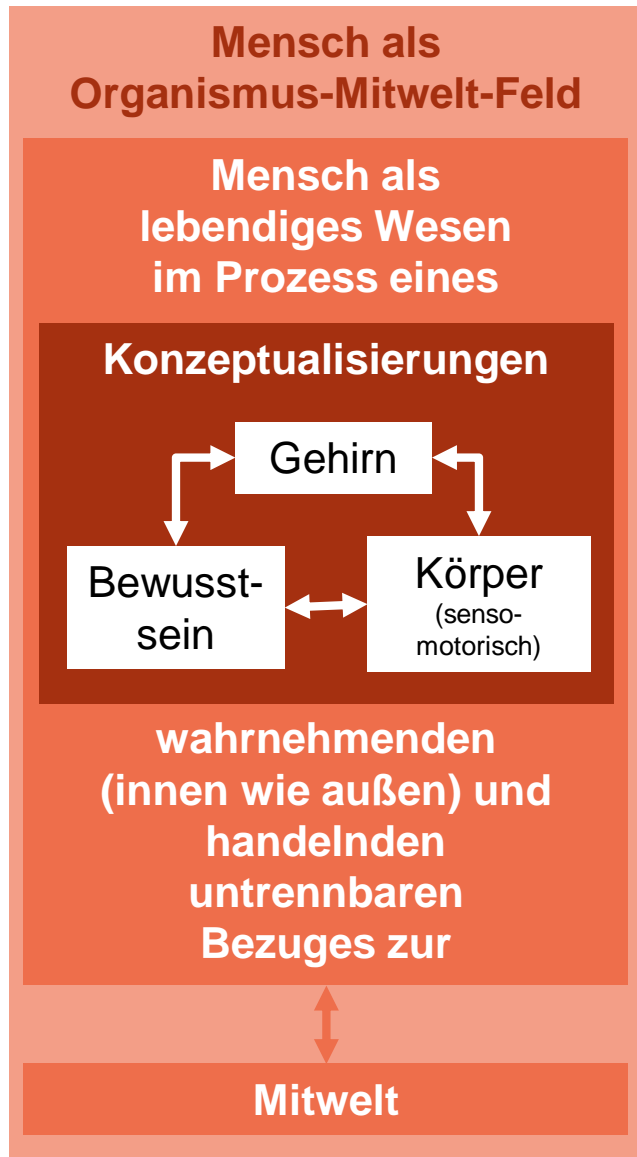 Mensch als
Organismus-Mitwelt-Feld
Mensch als
lebendiges Wesen
im Prozess eines
Konzeptualisierungen
Gehirn
Bewusst-
sein
Körper
(senso-
motorisch)
wahrnehmenden
(innen wie außen) und
handelnden
untrennbaren
Bezuges zur
Mitwelt